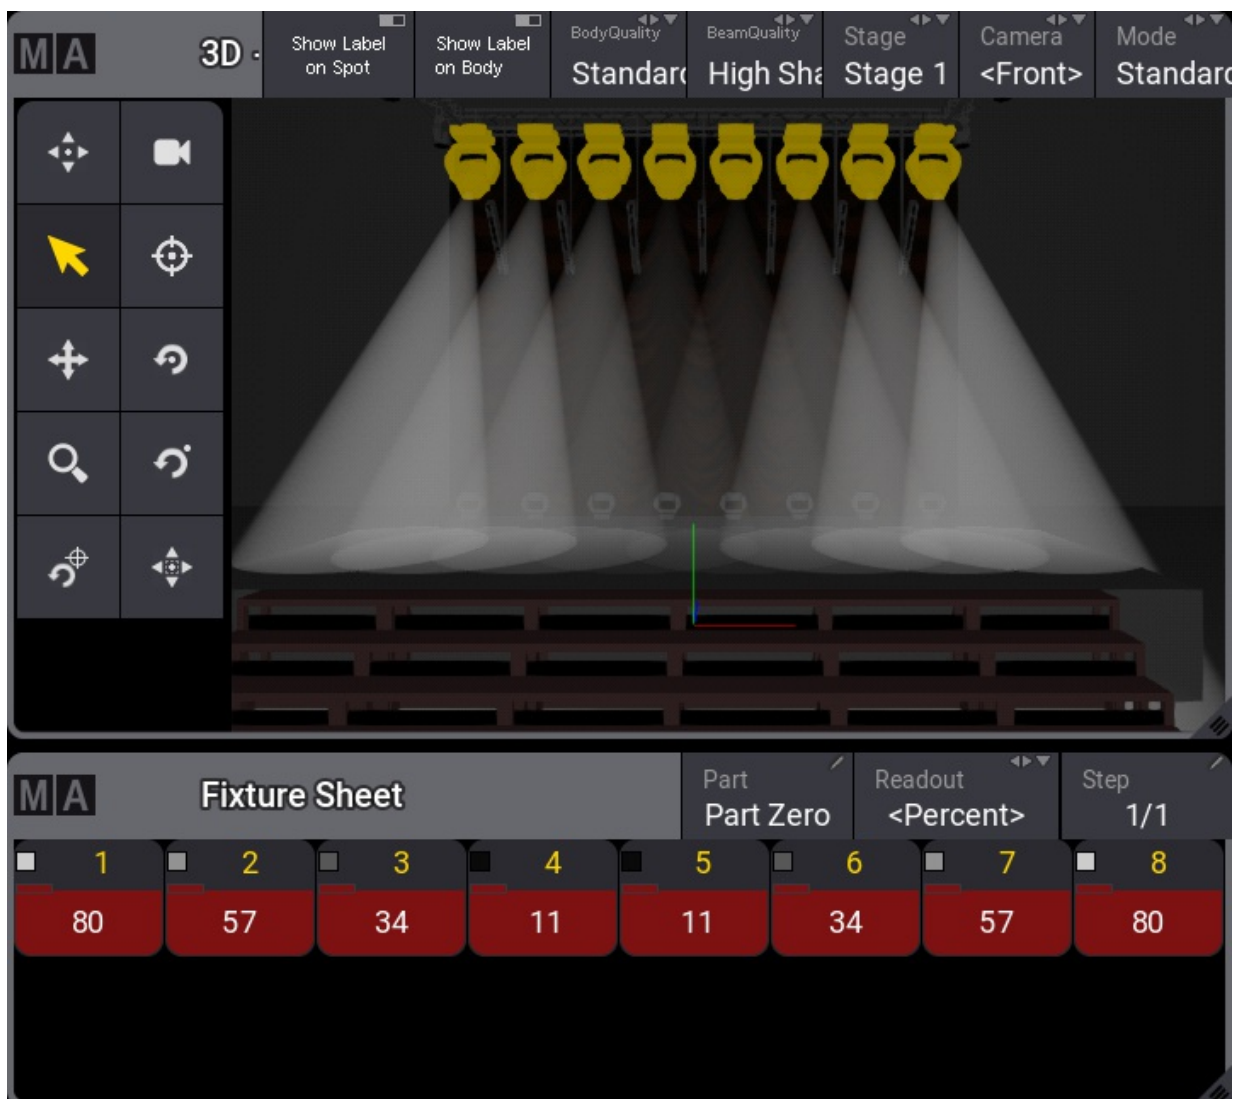 MA
3D -
Show Label
on Spot
Show Label
on Body
BodyQuality
Standard
BeamQuality
High Sha
Stage
Stage 1
Camera
<Front>
Mode
Standard
MA
Fixture Sheet
Part
Part Zero
Readout
<Percent>
Step
1/1
1 2 3 4 5 6 7 8
80 57 34 11 11 34 57 80